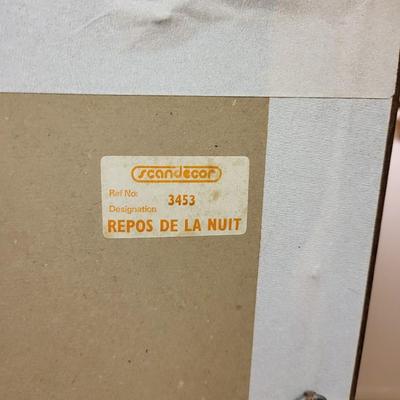 scandecor
Ref No: 3453
Designation
REPOS DE LA NUIT